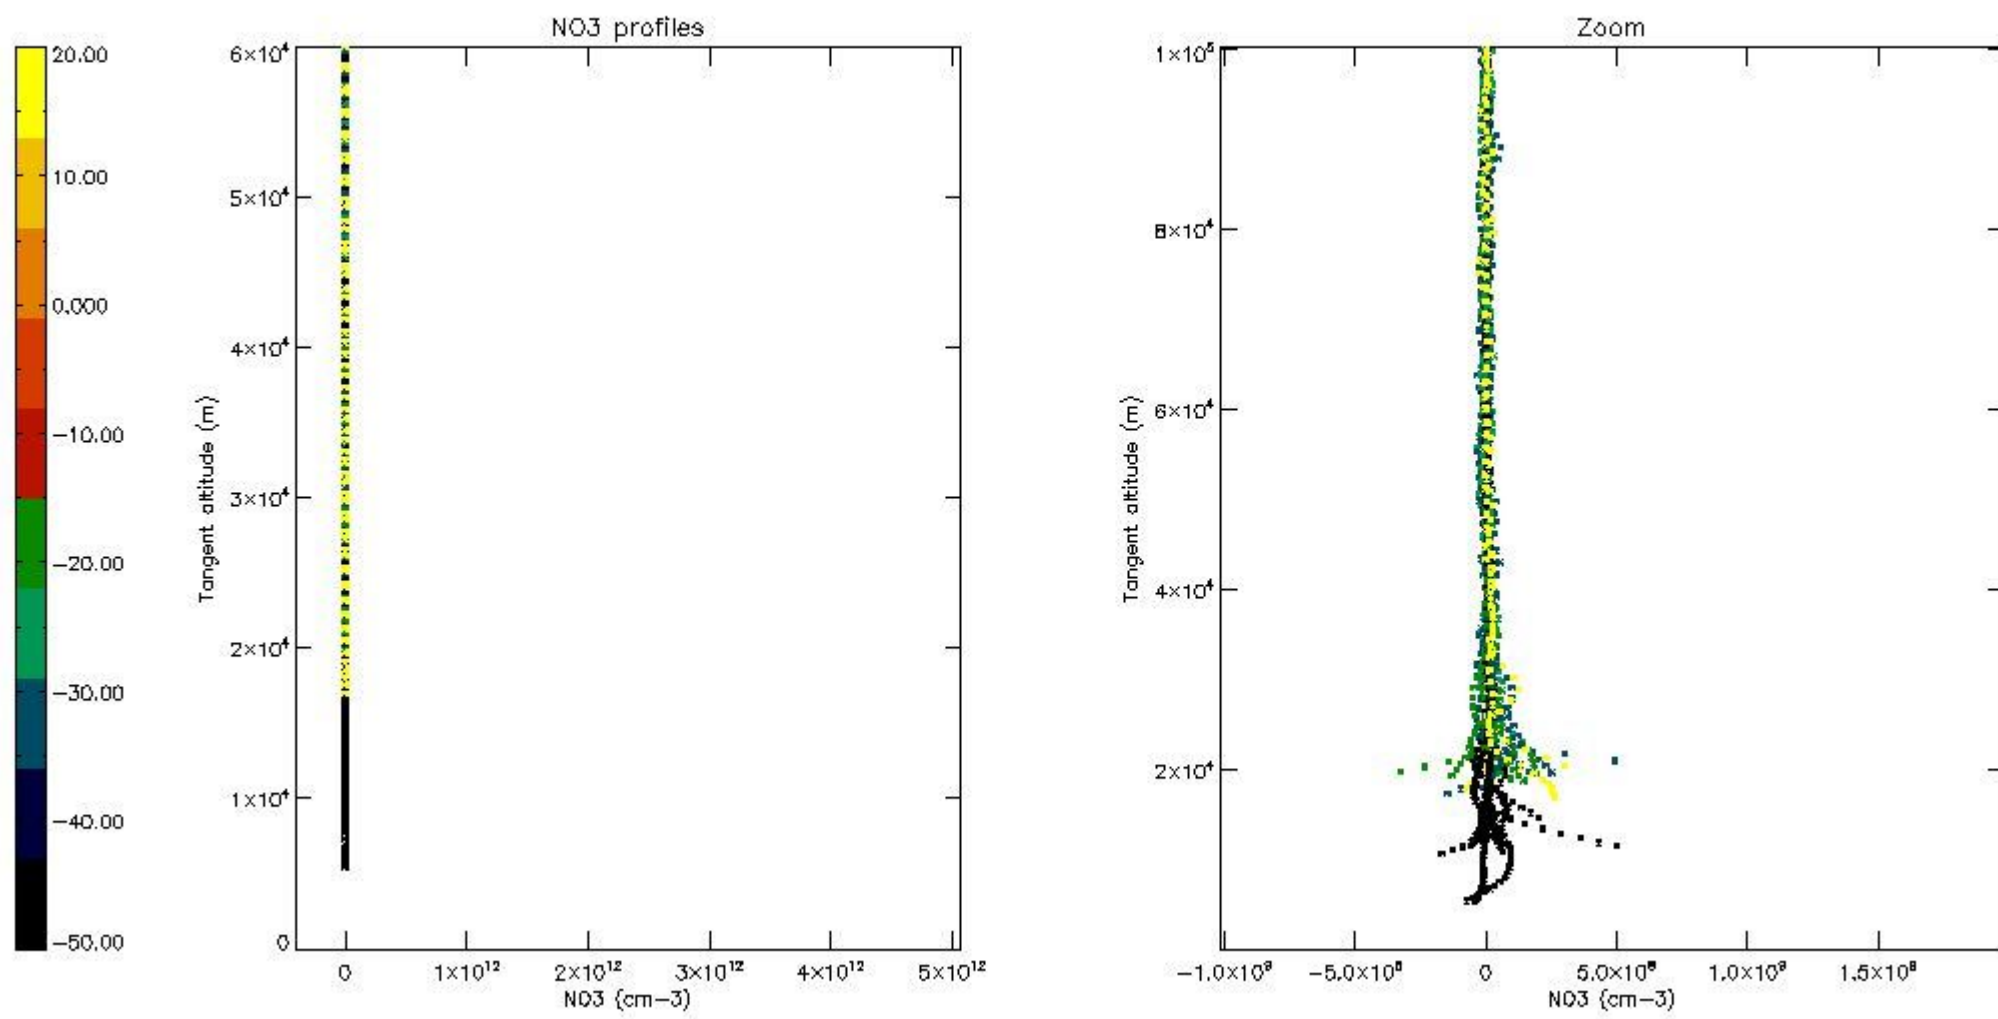 NO3 profiles
Zoom
20.00
10.00
0.000
−10.00
−20.00
−30.00
−40.00
−50.00
6×10⁴
5×10⁴
4×10⁴
3×10⁴
2×10⁴
1×10⁴
0
Tangent altitude (m)
0 1×10¹² 2×10¹² 3×10¹² 4×10¹² 5×10¹²
NO3 (cm−3)
1×10⁵
8×10⁴
6×10⁴
4×10⁴
2×10⁴
Tangent altitude (m)
−1.0×10⁹ −5.0×10⁸ 0 5.0×10⁸ 1.0×10⁹ 1.5×10⁹
NO3 (cm−3)